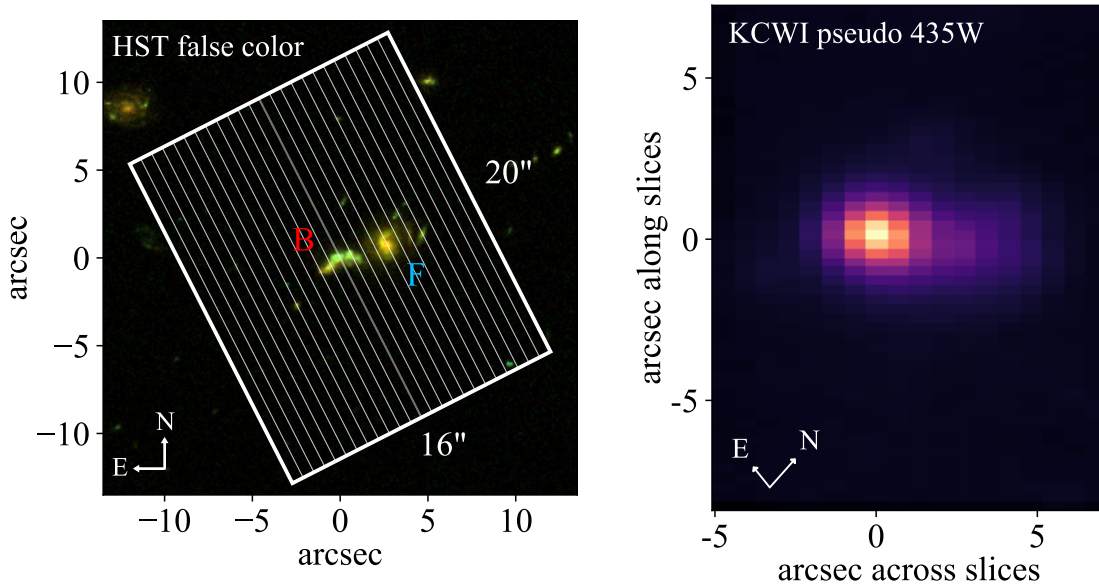 HST false color
10
5
0
−5
−10
arcsec
B
F
20"
16"
N
E
−10
−5
0
5
10
arcsec
KCWI pseudo 435W
5
0
-5
arcsec along slices
E
N
-5
0
5
arcsec across slices